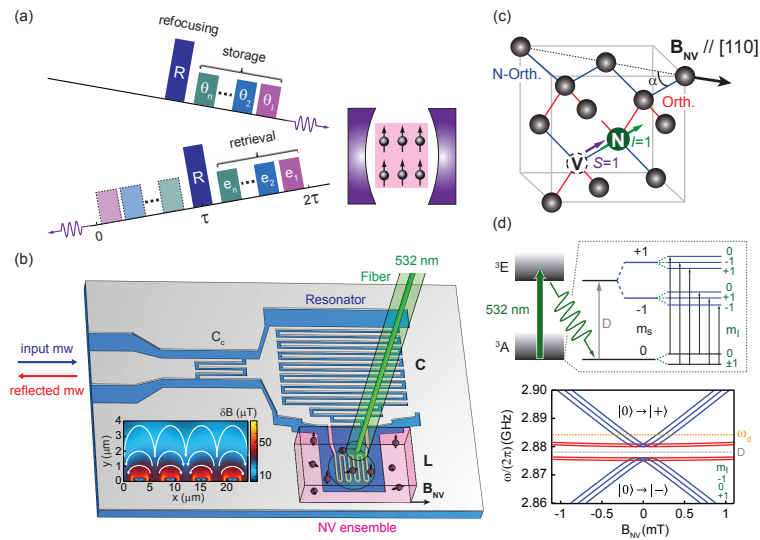 (a)
refocusing
storage
R
θn
θ2
θ1
retrieval
R
en
e2
e1
0
τ
2τ
(b)
532 nm
Fiber
Resonator
Cc
C
input mw
reflected mw
δB (μT)
50
10
y (μm)
4
3
2
1
0
0
5
10
15
20
x (μm)
L
BNV
NV ensemble
(c)
BNV // [110]
N-Orth.
α
Orth.
N
I=1
V
S=1
(d)
3E
532 nm
3A
D
+1
-1
ms
0
0
-1
+1
0
+1
-1
mI
0
±1
2.90
2.89
2.88
2.87
2.86
ω/(2π) (GHz)
|0⟩→|+⟩
ωd
D
mI
-1
0
+1
|0⟩→|−⟩
-1
-0.5
0
0.5
1
BNV(mT)